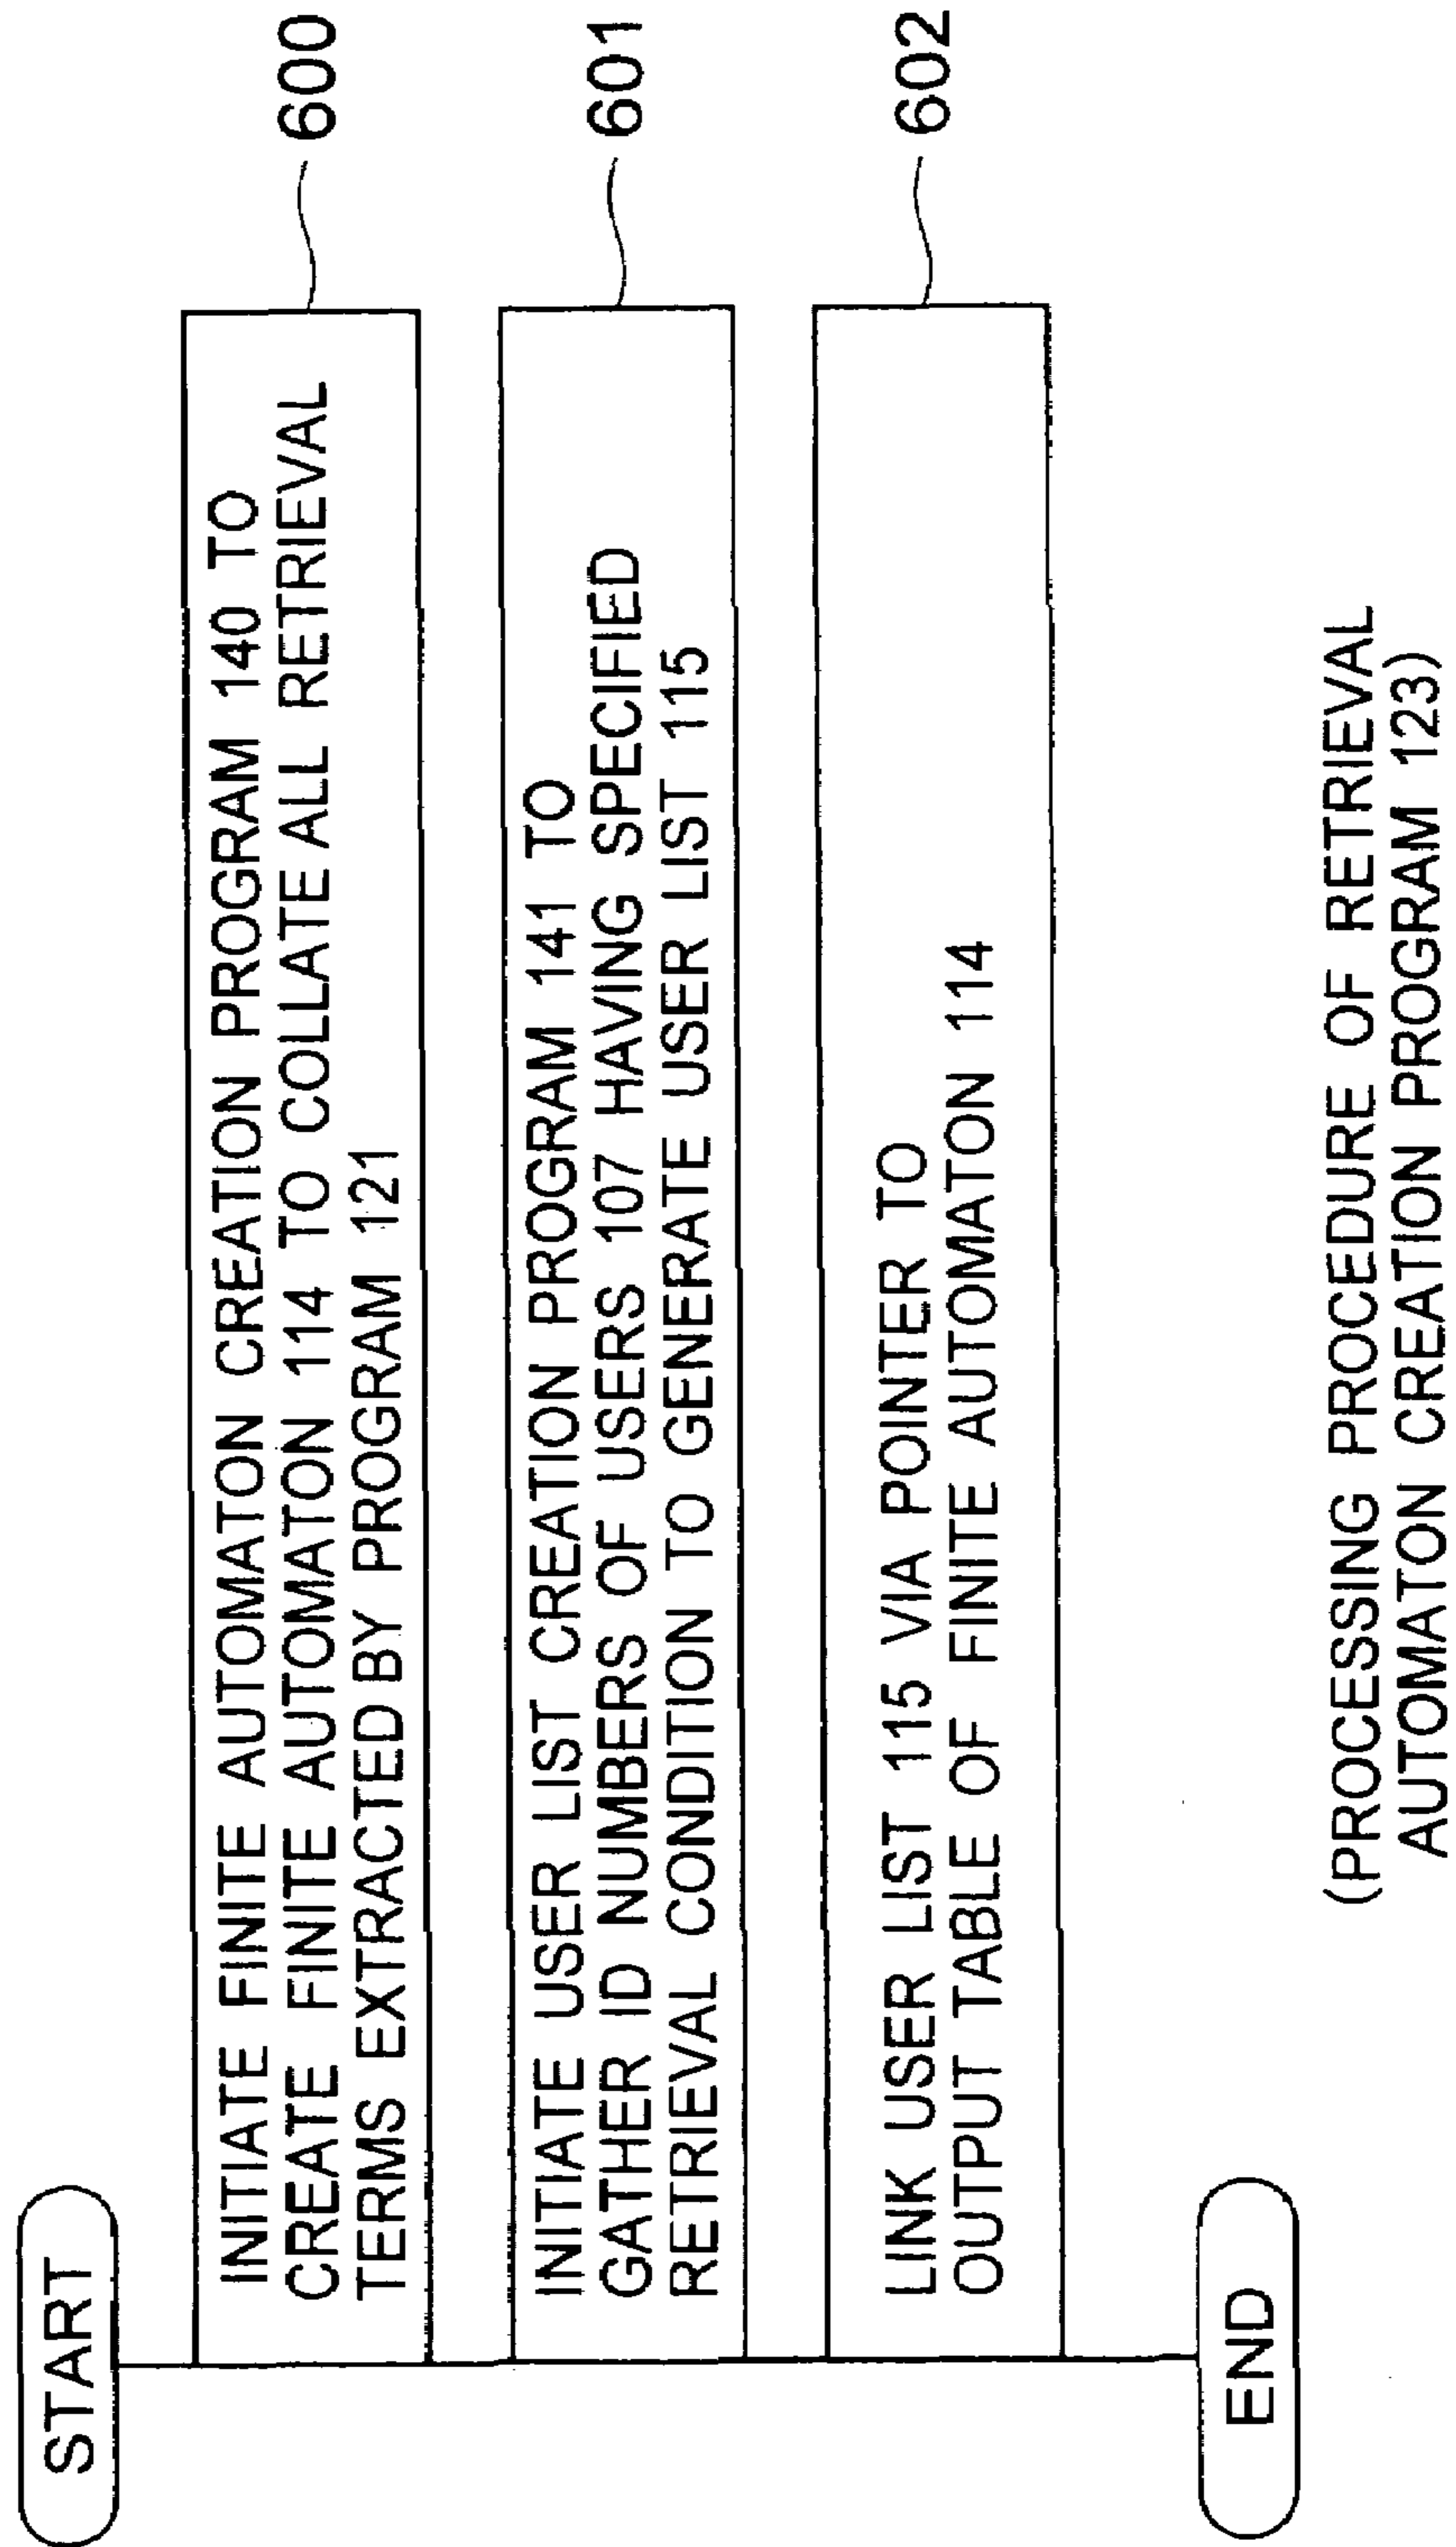 START
INITIATE FINITE AUTOMATON CREATION PROGRAM 140 TO
CREATE FINITE AUTOMATON 114 TO COLLATE ALL RETRIEVAL
TERMS EXTRACTED BY PROGRAM 121
600
INITIATE USER LIST CREATION PROGRAM 141 TO
GATHER ID NUMBERS OF USERS 107 HAVING SPECIFIED
RETRIEVAL CONDITION TO GENERATE USER LIST 115
601
LINK USER LIST 115 VIA POINTER TO
OUTPUT TABLE OF FINITE AUTOMATON 114
602
END
(PROCESSING PROCEDURE OF RETRIEVAL
AUTOMATON CREATION PROGRAM 123)